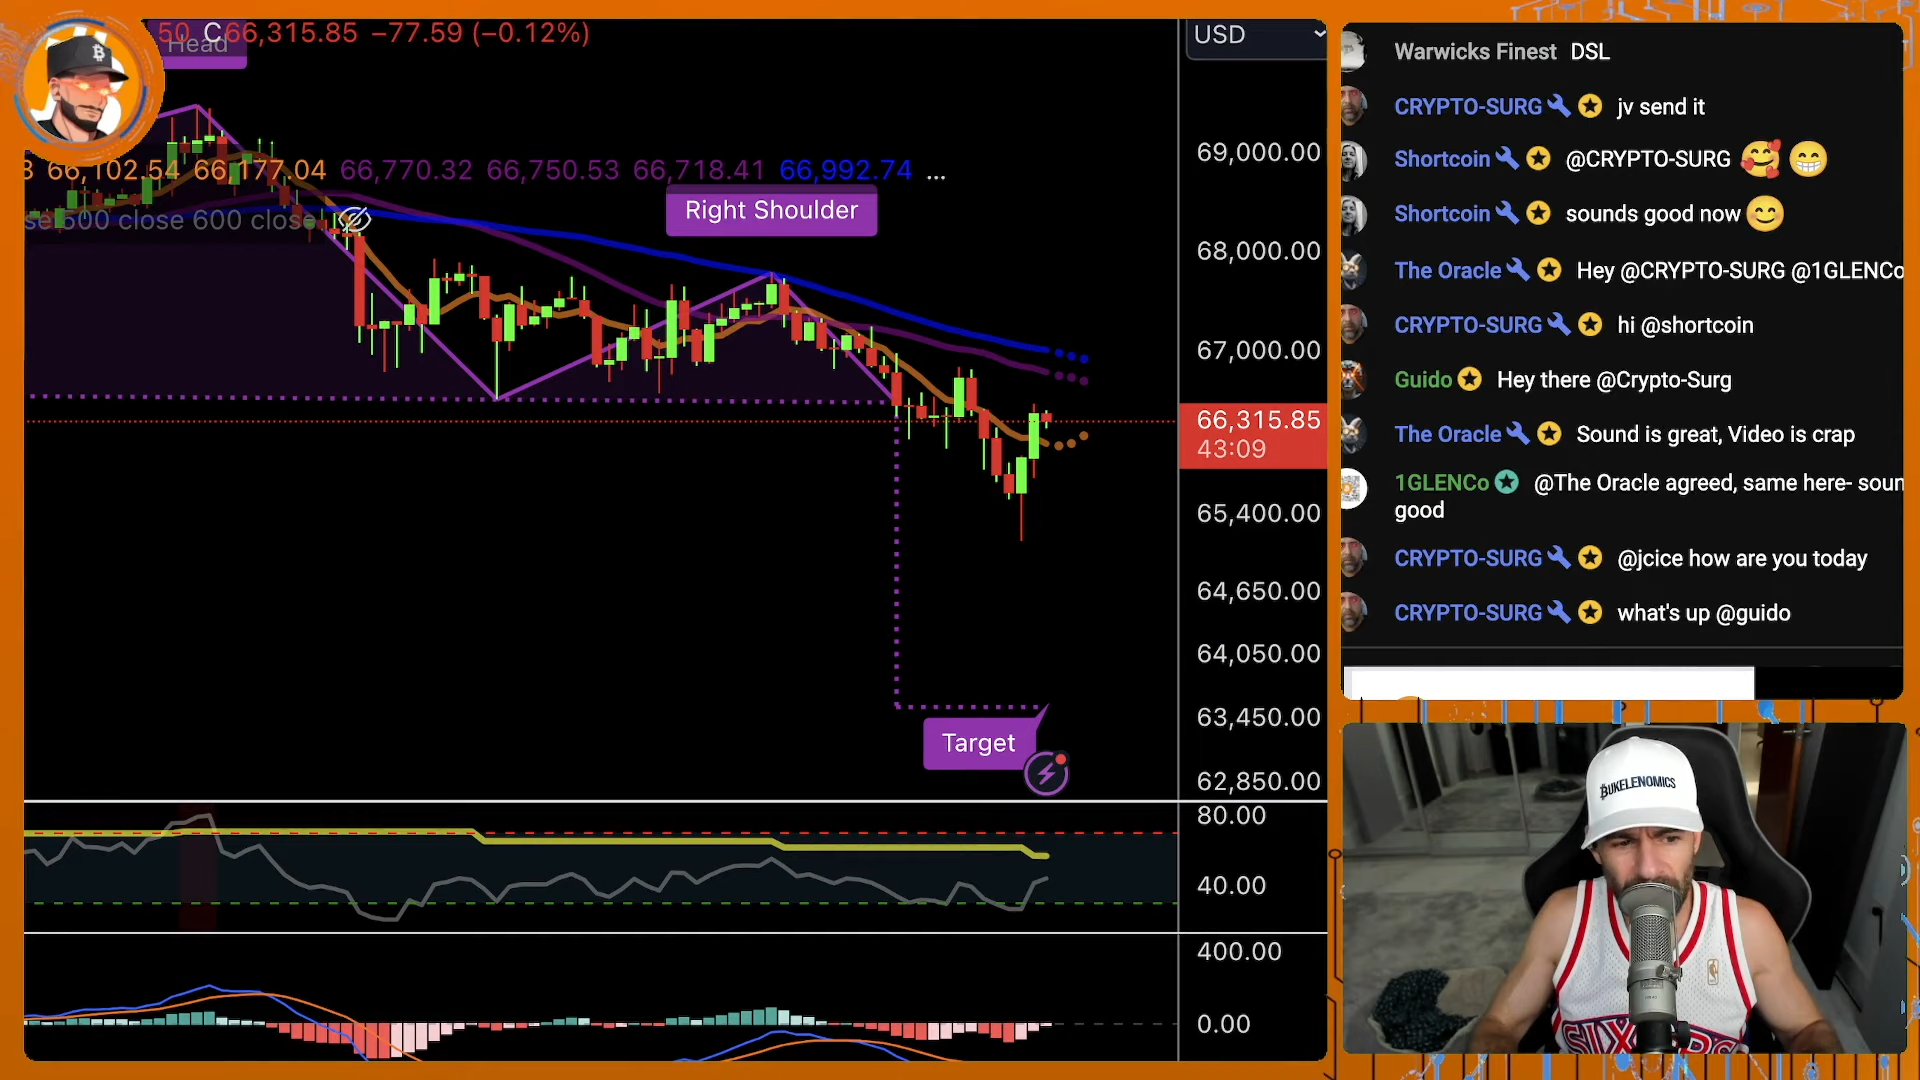 50 C66,315.85 −77.59 (−0.12%)
Head
USD
3 66,102.54 66,177.04 66,770.32 66,750.53 66,718.41 66,992.74 ...
se 500 close 600 close
Right Shoulder
69,000.00
68,000.00
67,000.00
66,315.85
43:09
65,400.00
64,650.00
64,050.00
63,450.00
62,850.00
Target
80.00
40.00
400.00
0.00
Warwicks Finest DSL
CRYPTO-SURG jv send it
Shortcoin @CRYPTO-SURG 🥰 😁
Shortcoin sounds good now 😊
The Oracle Hey @CRYPTO-SURG @1GLENCo
CRYPTO-SURG hi @shortcoin
Guido Hey there @Crypto-Surg
The Oracle Sound is great, Video is crap
1GLENCo @The Oracle agreed, same here- soun
good
CRYPTO-SURG @jcice how are you today
CRYPTO-SURG what's up @guido
BUKELENOMICS
SIXERS